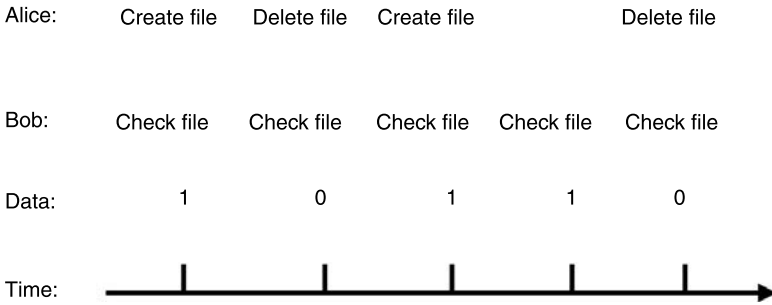 Alice: Create file Delete file Create file Delete file
Bob: Check file Check file Check file Check file Check file
Data: 1 0 1 1 0
Time: